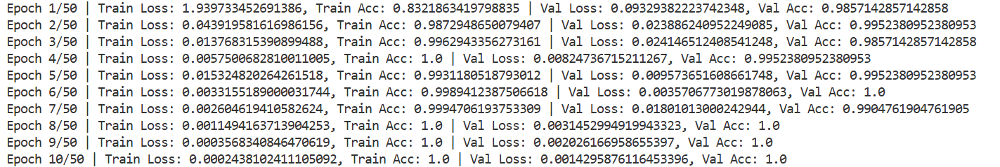 Epoch 1/50 | Train Loss: 1.939733452691386, Train Acc: 0.8321863419798835 | Val Loss: 0.09329382223742348, Val Acc: 0.9857142857142858
Epoch 2/50 | Train Loss: 0.043919581616986156, Train Acc: 0.9872948650079407 | Val Loss: 0.023886240952249085, Val Acc: 0.9952380952380953
Epoch 3/50 | Train Loss: 0.013768315390899488, Train Acc: 0.9962943356273161 | Val Loss: 0.024146512408541248, Val Acc: 0.9857142857142858
Epoch 4/50 | Train Loss: 0.0057500682810011005, Train Acc: 1.0 | Val Loss: 0.00824736715211267, Val Acc: 0.9952380952380953
Epoch 5/50 | Train Loss: 0.015324820264261518, Train Acc: 0.9931180518793012 | Val Loss: 0.009573651608661748, Val Acc: 0.9952380952380953
Epoch 6/50 | Train Loss: 0.0033155189000031744, Train Acc: 0.9989412387506618 | Val Loss: 0.0035706773019878063, Val Acc: 1.0
Epoch 7/50 | Train Loss: 0.002604619410582624, Train Acc: 0.9994706193753309 | Val Loss: 0.01801013000242944, Val Acc: 0.9904761904761905
Epoch 8/50 | Train Loss: 0.0011494163713904253, Train Acc: 1.0 | Val Loss: 0.0031452994919943323, Val Acc: 1.0
Epoch 9/50 | Train Loss: 0.0003568340846470619, Train Acc: 1.0 | Val Loss: 0.002026166958655397, Val Acc: 1.0
Epoch 10/50 | Train Loss: 0.0002438102411105092, Train Acc: 1.0 | Val Loss: 0.0014295876116453396, Val Acc: 1.0